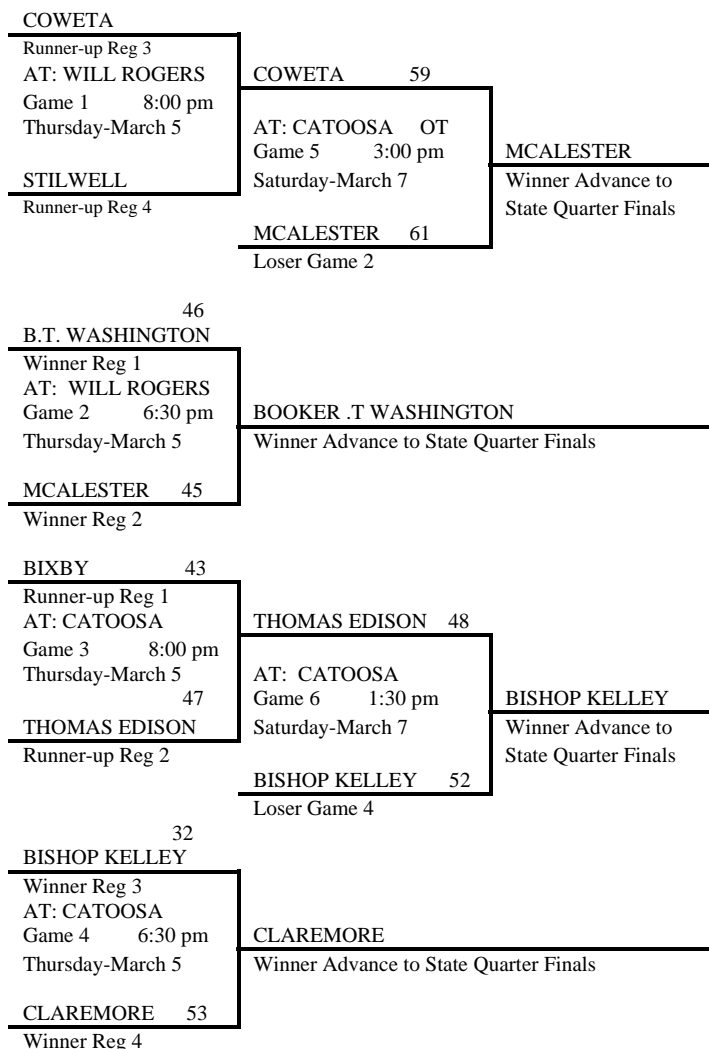 COWETA
Runner-up Reg 3
AT: WILL ROGERS
Game 1 8:00 pm
Thursday-March 5
STILWELL
Runner-up Reg 4
COWETA 59
AT: CATOOSA OT
Game 5 3:00 pm
Saturday-March 7
MCALESTER 61
Loser Game 2
MCALESTER
Winner Advance to
State Quarter Finals
46
B.T. WASHINGTON
Winner Reg 1
AT: WILL ROGERS
Game 2 6:30 pm
Thursday-March 5
MCALESTER 45
Winner Reg 2
BOOKER .T WASHINGTON
Winner Advance to State Quarter Finals
BIXBY 43
Runner-up Reg 1
AT: CATOOSA
Game 3 8:00 pm
Thursday-March 5
47
THOMAS EDISON
Runner-up Reg 2
THOMAS EDISON 48
AT: CATOOSA
Game 6 1:30 pm
Saturday-March 7
BISHOP KELLEY 52
Loser Game 4
BISHOP KELLEY
Winner Advance to
State Quarter Finals
32
BISHOP KELLEY
Winner Reg 3
AT: CATOOSA
Game 4 6:30 pm
Thursday-March 5
CLAREMORE 53
Winner Reg 4
CLAREMORE
Winner Advance to State Quarter Finals